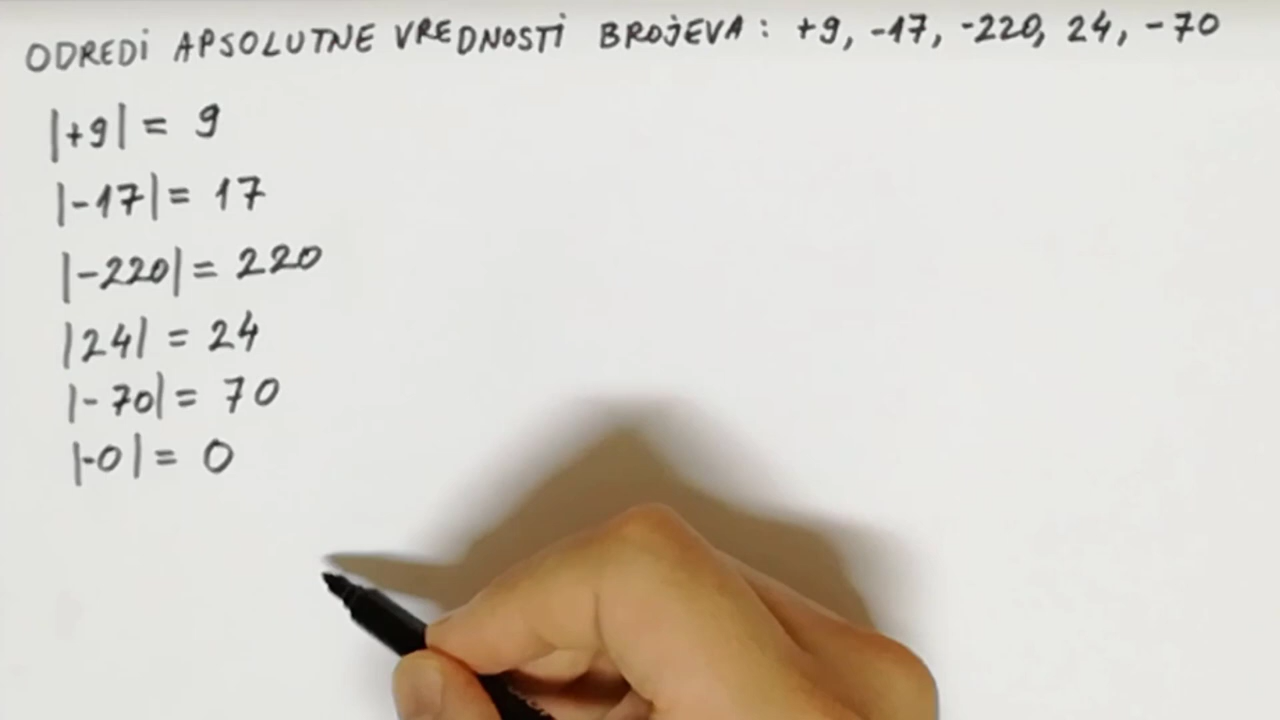 ODREDI APSOLUTNE VREDNOSTI BROJEVA: +9, -17, -220, 24, -70
|+9| = 9
|-17| = 17
|-220| = 220
|24| = 24
|-70| = 70
|-0| = 0